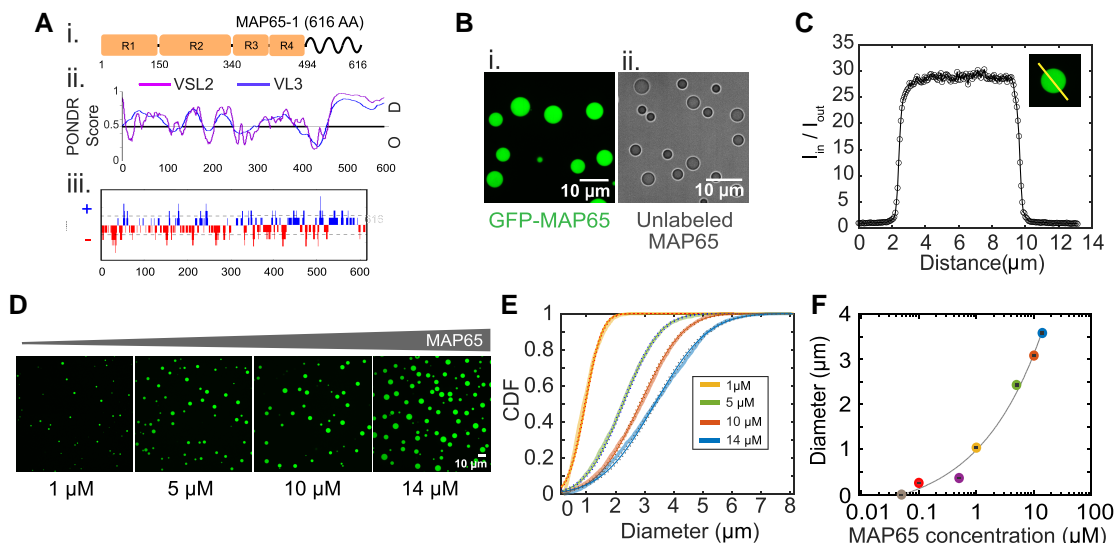 A
i.
MAP65-1 (616 AA)
R1 R2 R3 R4
1 150 340 494 616
ii.
VSL2 VL3
PONDR
Score
1
0.5
0
D
O
0 100 200 300 400 500 600
iii.
+
-
0 100 200 300 400 500 600
B
i. ii.
10 µm 10 µm
GFP-MAP65 Unlabeled
MAP65
C
Iin / Iout
35
30
25
20
15
10
5
0
0 2 4 6 8 10 12 14
Distance(µm)
D
MAP65
10 µm
1 µM 5 µM 10 µM 14 µM
E
CDF
1
0.8
0.6
0.4
0.2
0
0 1 2 3 4 5 6 7 8
Diameter (µm)
1µM
5 µM
10 µM
14 µM
F
Diameter (µm)
4
3
2
1
0
0.01 0.1 1 10 100
MAP65 concentration (µM)